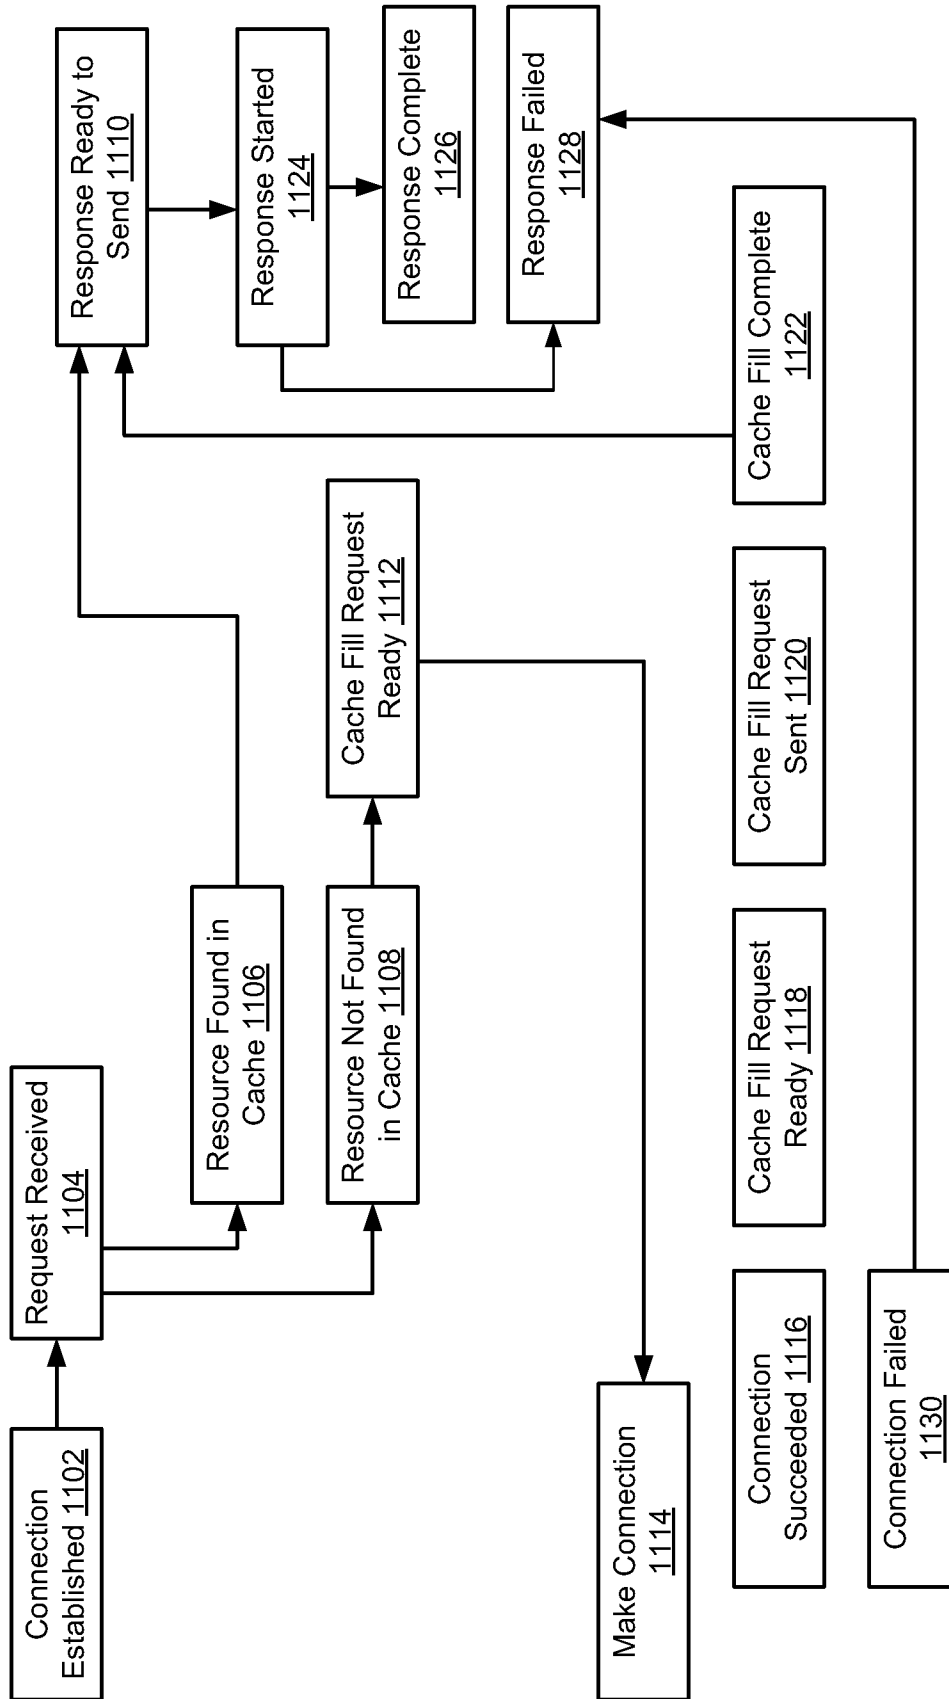 Connection
Established 1102
Request Received
1104
Resource Found in
Cache 1106
Resource Not Found
in Cache 1108
Response Ready to
Send 1110
Cache Fill Request
Ready 1112
Response Started
1124
Response Complete
1126
Response Failed
1128
Make Connection
1114
Connection
Succeeded 1116
Cache Fill Request
Ready 1118
Cache Fill Request
Sent 1120
Cache Fill Complete
1122
Connection Failed
1130